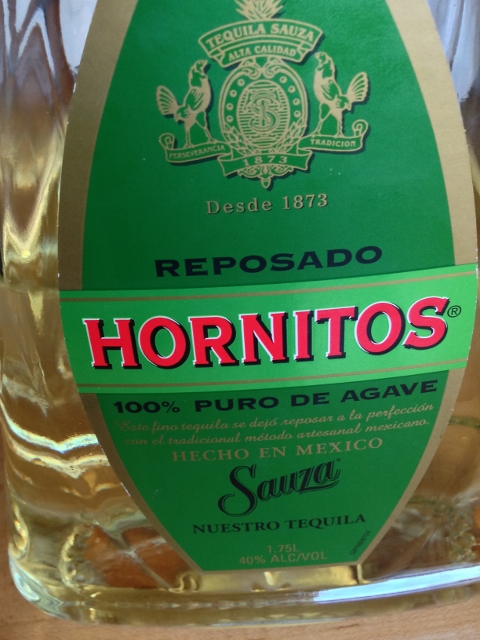 TEQUILA SAUZA
ALTA CALIDAD
PERSEVERANCIA
TRADICION
1873
Desde 1873
REPOSADO
HORNITOS®
100% PURO DE AGAVE
Este fino tequila se dejó reposar a la perfección
con el tradicional método artesanal mexicano.
HECHO EN MEXICO
Sauza
NUESTRO TEQUILA
1.75L
40% ALC/VOL